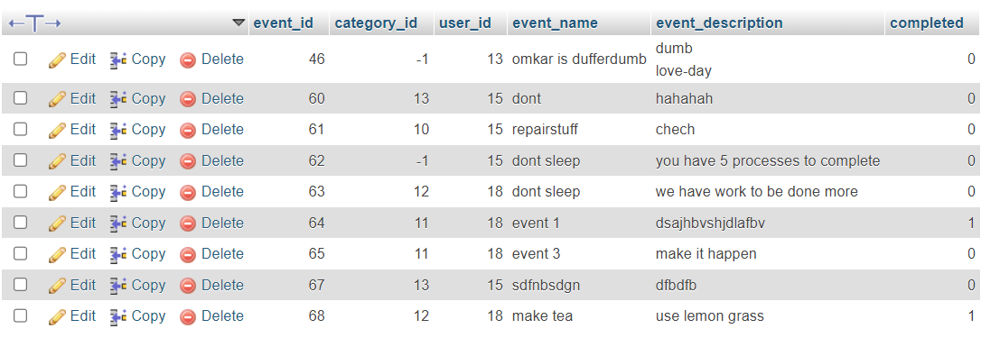 event_id category_id user_id event_name event_description completed
Edit Copy Delete 46 -1 13 omkar is dufferdumb dumb 0
love-day
Edit Copy Delete 60 13 15 dont hahahah 0
Edit Copy Delete 61 10 15 repairstuff chech 0
Edit Copy Delete 62 -1 15 dont sleep you have 5 processes to complete 0
Edit Copy Delete 63 12 18 dont sleep we have work to be done more 0
Edit Copy Delete 64 11 18 event 1 dsajhbvshjdlafbv 1
Edit Copy Delete 65 11 18 event 3 make it happen 0
Edit Copy Delete 67 13 15 sdfnbsdgn dfbdfb 0
Edit Copy Delete 68 12 18 make tea use lemon grass 1